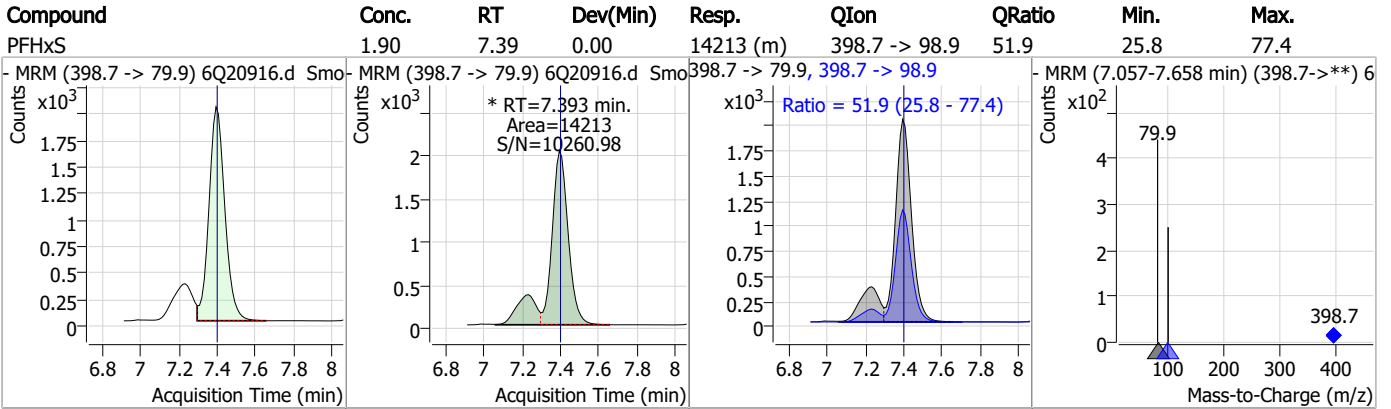 Compound Conc. RT Dev(Min) Resp. QIon QRatio Min. Max.
PFHxS 1.90 7.39 0.00 14213 (m) 398.7 -> 98.9 51.9 25.8 77.4
- MRM (398.7 -> 79.9) 6Q20916.d Smo
Counts
x10³
1.75
1.5
1.25
1
0.75
0.5
0.25
0
6.8 7 7.2 7.4 7.6 7.8 8
Acquisition Time (min)
- MRM (398.7 -> 79.9) 6Q20916.d Smo
Counts
x10³
* RT=7.393 min.
Area=14213
S/N=10260.98
2
1.5
1
0.5
0
6.8 7 7.2 7.4 7.6 7.8 8
Acquisition Time (min)
398.7 -> 79.9, 398.7 -> 98.9
Counts
x10³
Ratio = 51.9 (25.8 - 77.4)
1.75
1.5
1.25
1
0.75
0.5
0.25
0
6.8 7 7.2 7.4 7.6 7.8 8
Acquisition Time (min)
- MRM (7.057-7.658 min) (398.7->**) 6
Counts
x10²
79.9
4
3
2
1
0
398.7
100 200 300 400
Mass-to-Charge (m/z)